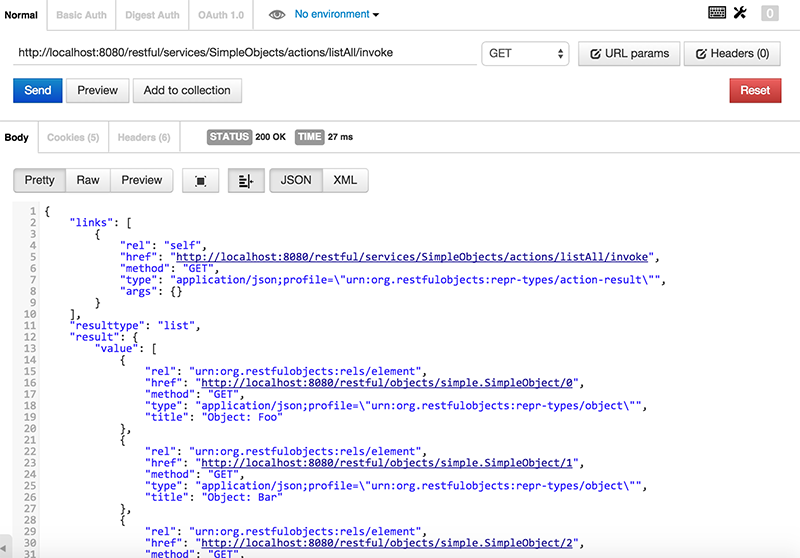 Normal Basic Auth Digest Auth OAuth 1.0 No environment 0
http://localhost:8080/restful/services/SimpleObjects/actions/listAll/invoke GET URL params Headers (0)
Send Preview Add to collection Reset
Body Cookies (5) Headers (6) STATUS 200 OK TIME 27 ms
Pretty Raw Preview JSON XML
1 {
2 "links": [
3 {
4 "rel": "self",
5 "href": "http://localhost:8080/restful/services/SimpleObjects/actions/listAll/invoke",
6 "method": "GET",
7 "type": "application/json;profile=\"urn:org.restfulobjects:repr-types/action-result\"",
8 "args": {}
9 }
10 ],
11 "resulttype": "list",
12 "result": {
13 "value": [
14 {
15 "rel": "urn:org.restfulobjects:rels/element",
16 "href": "http://localhost:8080/restful/objects/simple.SimpleObject/0",
17 "method": "GET",
18 "type": "application/json;profile=\"urn:org.restfulobjects:repr-types/object\"",
19 "title": "Object: Foo"
20 },
21 {
22 "rel": "urn:org.restfulobjects:rels/element",
23 "href": "http://localhost:8080/restful/objects/simple.SimpleObject/1",
24 "method": "GET",
25 "type": "application/json;profile=\"urn:org.restfulobjects:repr-types/object\"",
26 "title": "Object: Bar"
27 },
28 {
29 "rel": "urn:org.restfulobjects:rels/element",
30 "href": "http://localhost:8080/restful/objects/simple.SimpleObject/2",
31 "method": "GET",